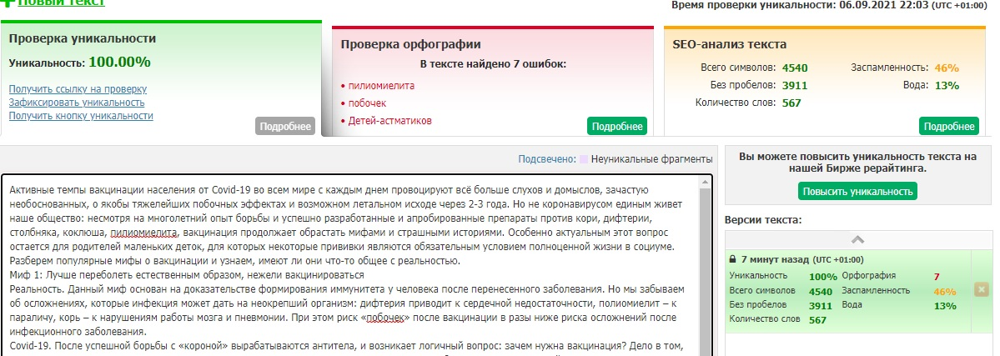 Новый текст
Время проверки уникальности: 06.09.2021 22:03 (UTC +01:00)
Проверка уникальности
Уникальность: 100.00%
Получить ссылку на проверку
Зафиксировать уникальность
Получить кнопку уникальности
Подробнее
Проверка орфографии
В тексте найдено 7 ошибок:
• пилиомиелита
• побочек
• Детей-астматиков
Подробнее
SEO-анализ текста
Всего символов: 4540 Заспамленность: 46%
Без пробелов: 3911 Вода: 13%
Количество слов: 567
Подробнее
Подсвечено: Неуникальные фрагменты
Активные темпы вакцинации населения от Covid-19 во всем мире с каждым днем провоцируют всё больше слухов и домыслов, зачастую
необоснованных, о якобы тяжелейших побочных эффектах и возможном летальном исходе через 2-3 года. Но не коронавирусом единым живет
наше общество: несмотря на многолетний опыт борьбы и успешно разработанные и апробированные препараты против кори, дифтерии,
столбняка, коклюша, пилиомиелита, вакцинация продолжает обрастать мифами и страшными историями. Особенно актуальным этот вопрос
остается для родителей маленьких деток, для которых некоторые прививки являются обязательным условием полноценной жизни в социуме.
Разберем популярные мифы о вакцинации и узнаем, имеют ли они что-то общее с реальностью.
Миф 1: Лучше переболеть естественным образом, нежели вакцинироваться
Реальность. Данный миф основан на доказательстве формирования иммунитета у человека после перенесенного заболевания. Но мы забываем
об осложнениях, которые инфекция может дать на неокрепший организм: дифтерия приводит к сердечной недостаточности, полиомиелит – к
параличу, корь – к нарушениям работы мозга и пневмонии. При этом риск «побочек» после вакцинации в разы ниже риска осложнений после
инфекционного заболевания.
Covid-19. После успешной борьбы с «короной» вырабатываются антитела, и возникает логичный вопрос: зачем нужна вакцинация? Дело в том,
Вы можете повысить уникальность текста на
нашей Бирже рерайтинга.
Повысить уникальность
Версии текста:
7 минут назад (UTC +01:00)
Уникальность 100% Орфография 7
Всего символов 4540 Заспамленность 46%
Без пробелов 3911 Вода 13%
Количество слов 567